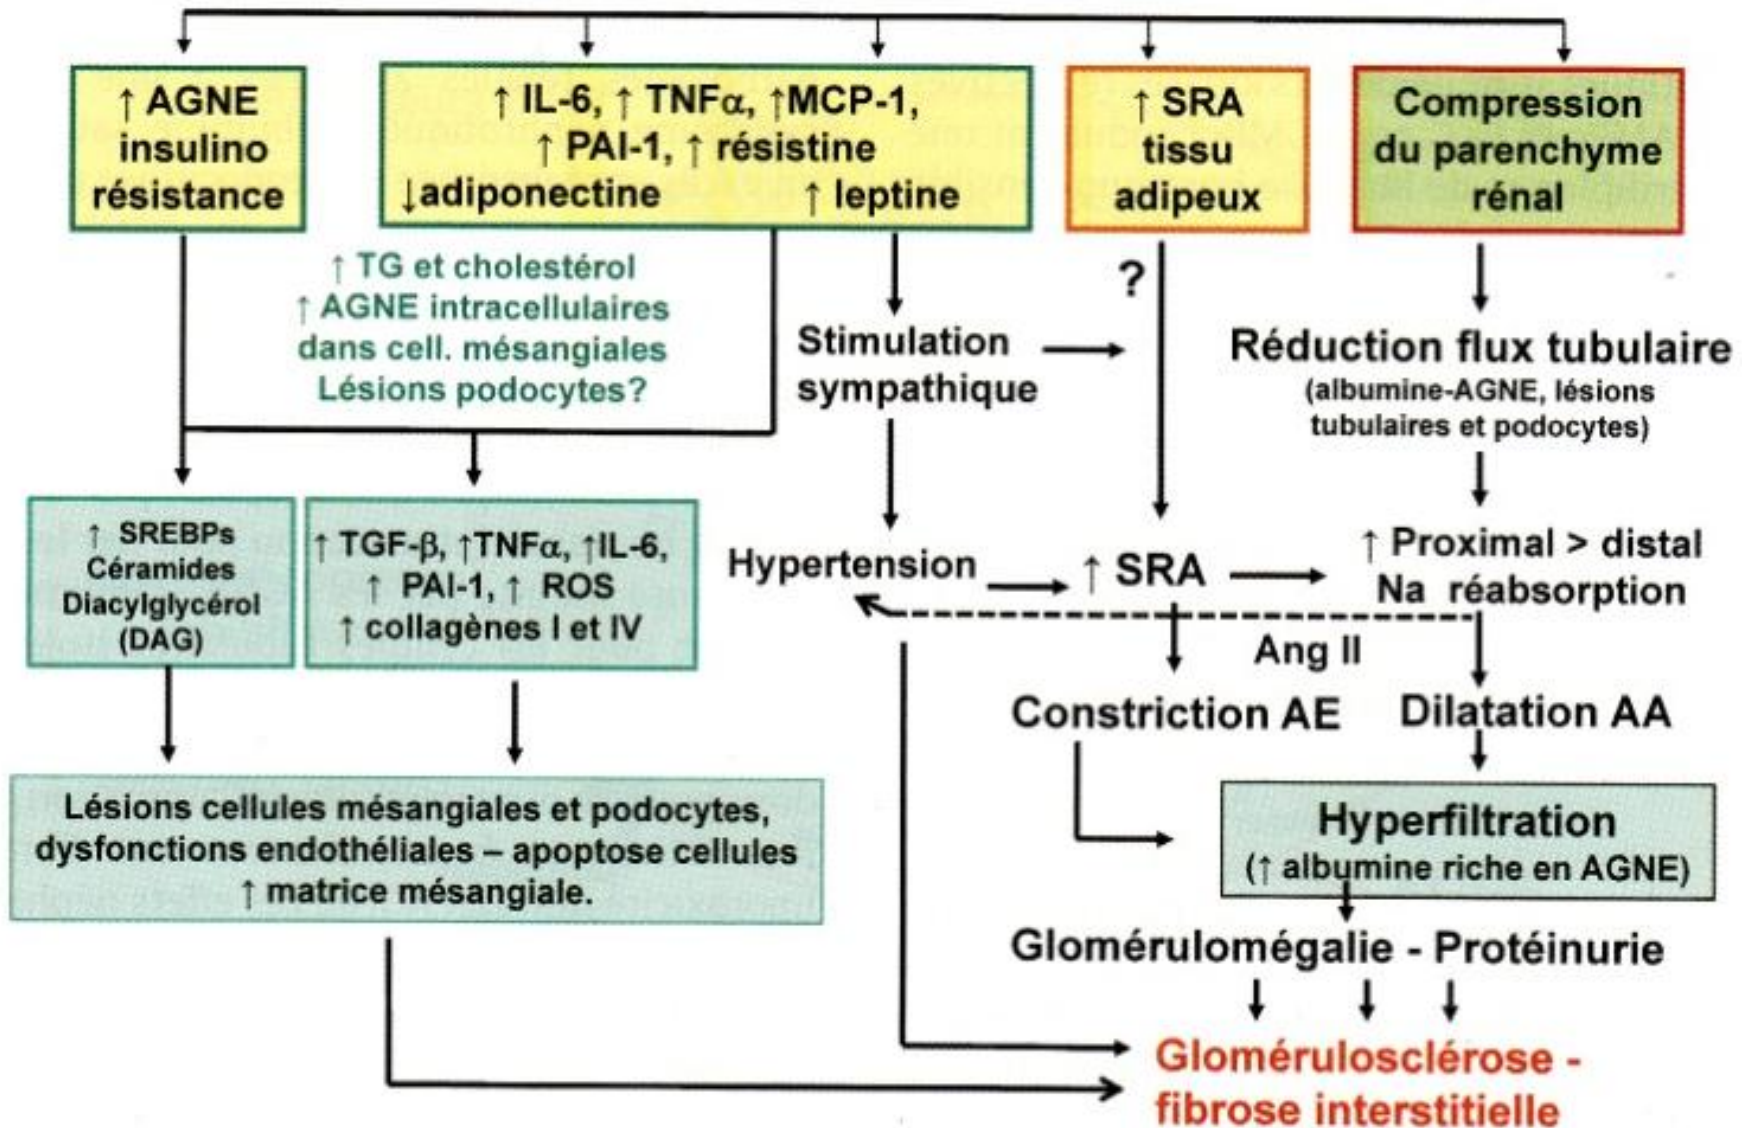 ↑ AGNE
insulino
résistance
↑ IL-6, ↑ TNFα, ↑MCP-1,
↑ PAI-1, ↑ résistine
↓adiponectine ↑ leptine
↑ SRA
tissu
adipeux
Compression
du parenchyme
rénal
↑ TG et cholestérol
↑ AGNE intracellulaires
dans cell. mésangiales
Lésions podocytes?
?
Stimulation
sympathique
Réduction flux tubulaire
(albumine-AGNE, lésions
tubulaires et podocytes)
↑ SREBPs
Céramides
Diacylglycérol
(DAG)
↑ TGF-β, ↑TNFα, ↑IL-6,
↑ PAI-1, ↑ ROS
↑ collagènes I et IV
Hypertension
↑ SRA
↑ Proximal > distal
Na réabsorption
Ang II
Constriction AE
Dilatation AA
Lésions cellules mésangiales et podocytes,
dysfonctions endothéliales – apoptose cellules
↑ matrice mésangiale.
Hyperfiltration
(↑ albumine riche en AGNE)
Glomérulomégalie - Protéinurie
Glomérulosclérose -
fibrose interstitielle